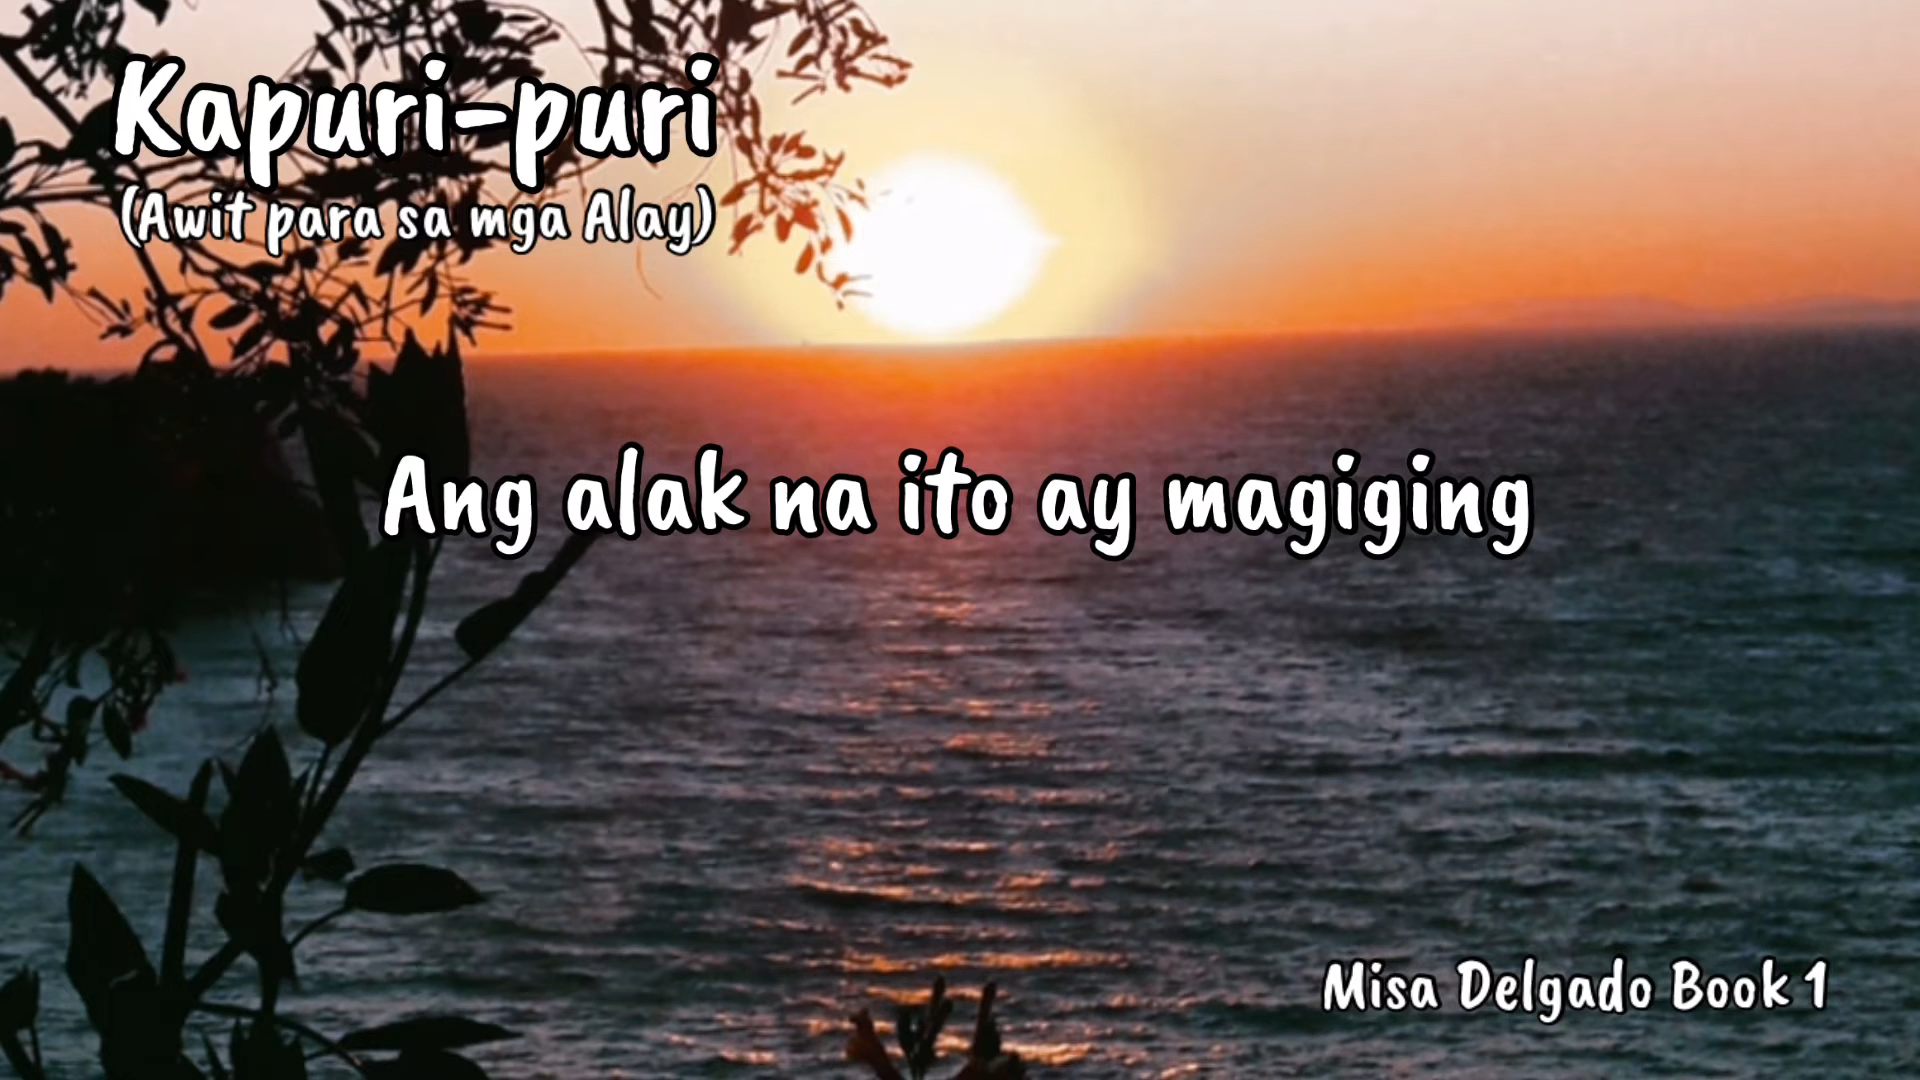 Kapuri-puri
(Awit para sa mga Alay)
Ang alak na ito ay magiging
Misa Delgado Book 1